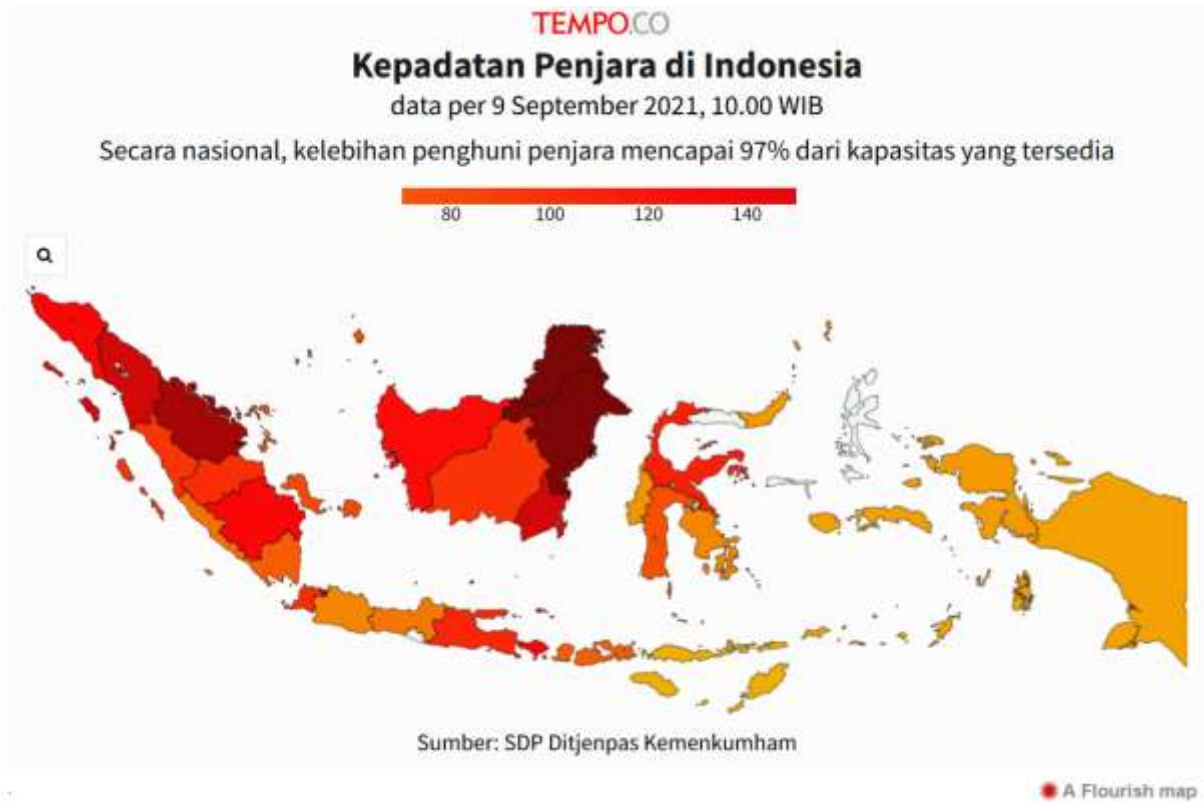 TEMPO.CO
Kepadatan Penjara di Indonesia
data per 9 September 2021, 10.00 WIB
Secara nasional, kelebihan penghuni penjara mencapai 97% dari kapasitas yang tersedia
80 100 120 140
Sumber: SDP Ditjenpas Kemenkumham
A Flourish map